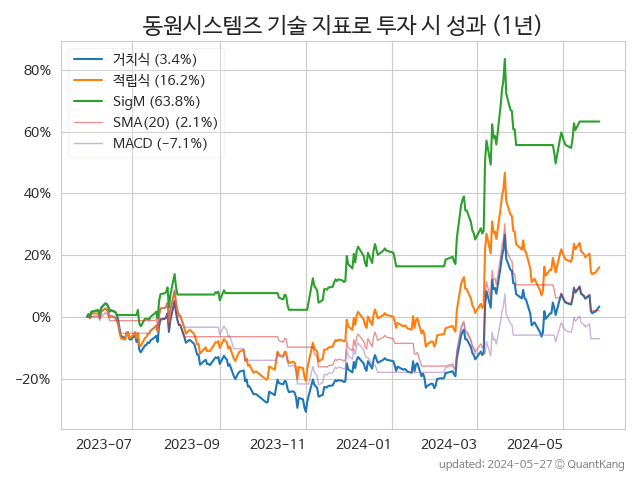 동원시스템즈 기술 지표로 투자 시 성과 (1년)
거치식 (3.4%)
적립식 (16.2%)
SigM (63.8%)
SMA(20) (2.1%)
MACD (−7.1%)
80%
60%
40%
20%
0%
−20%
2023−07 2023−09 2023−11 2024−01 2024−03 2024−05
updated: 2024-05-27 © QuantKang